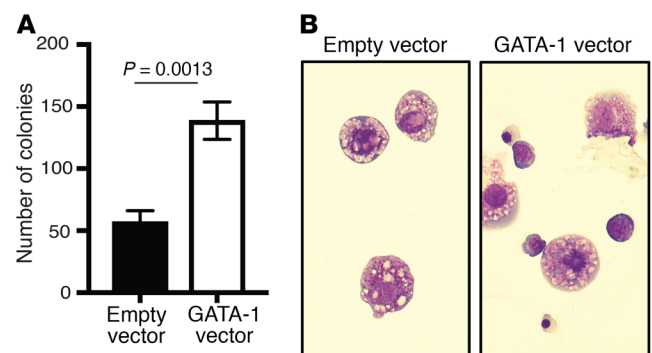 A
200
150
100
50
0
Number of colonies
P = 0.0013
Empty
vector
GATA-1
vector
B
Empty vector
GATA-1 vector